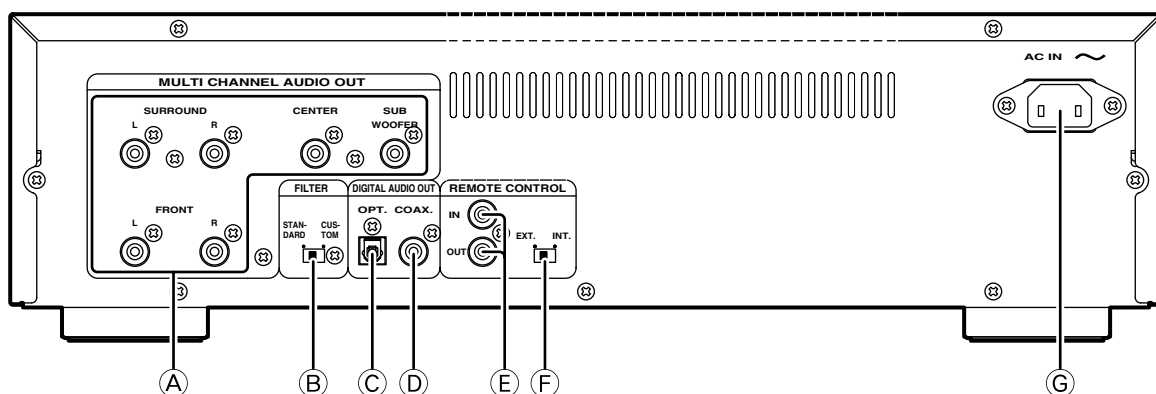 AC IN
MULTI CHANNEL AUDIO OUT
SURROUND
CENTER
SUB
WOOFER
L
R
FILTER
DIGITAL AUDIO OUT
REMOTE CONTROL
FRONT
L
R
STAN-
DARD
CUS-
TOM
OPT.
COAX.
IN
OUT
EXT.
INT.
A
B
C
D
E
F
G